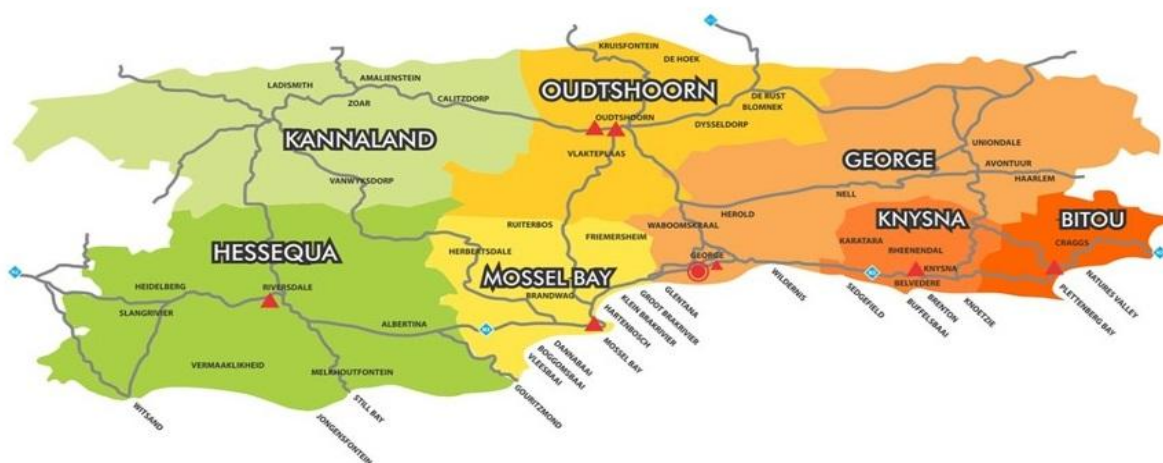 KRUISFONTEIN
DE HOEK
LADISMITH
AMALIENSTEIN
ZOAR
CALITZDORP
OUDTSHOORN
OUDTSHOORN
DE RUST
BLOMNEK
DYSSELDORP
KANNALAND
VLAKTEPLAAS
UNIONDALE
GEORGE
AVONTUUR
HAARLEM
VANWYKSDORP
NELL
HEROLD
KNYSNA
BITOU
RUITERBOS
WABOOMSKRAAL
FRIEMERSHEIM
KARATARA
RHEENENDAL
CRAGGS
HESSEQUA
HERBERTSDALE
GEORGE
MOSSEL BAY
KNYSNA
BELVEDERE
HEIDELBERG
RIVERSDALE
BRANDWAG
SLANGRIVIER
ALBERTINA
WILDERNIS
GLENTANA
GROOT BRAKRIVIER
KLEIN BRAKRIVIER
HARTENBOSCH
MOSSEL BAY
SEDGEFIELD
BUFFELSBAAI
BRENTON
KNOETZIE
PLETTENBERG BAY
NATURES VALLEY
DANNABAAI
BOGGOMSBAAI
VLEESBAAI
GOURITZMOND
VERMAAKLIKHEID
MELKHOUTFONTEIN
STILL BAY
JONGENSFONTEIN
WITSAND